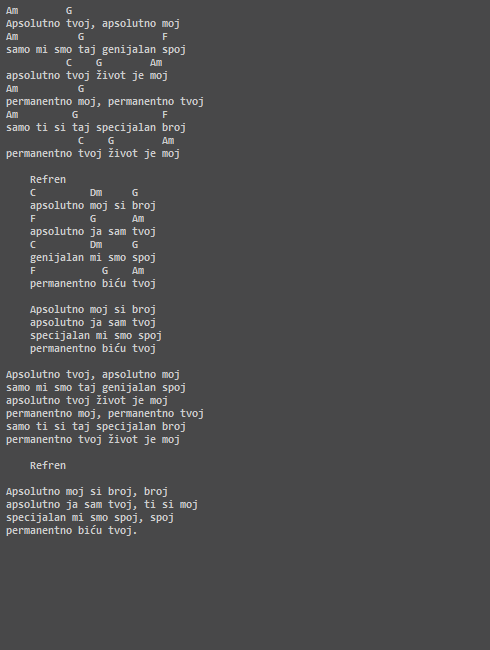 Am        G
Apsolutno tvoj, apsolutno moj
Am          G             F
samo mi smo taj genijalan spoj
          C    G        Am
apsolutno tvoj život je moj
Am          G
permanentno moj, permanentno tvoj
Am         G              F
samo ti si taj specijalan broj
            C    G        Am
permanentno tvoj život je moj

    Refren
    C         Dm     G
    apsolutno moj si broj
    F         G      Am
    apsolutno ja sam tvoj
    C         Dm     G
    genijalan mi smo spoj
    F           G    Am
    permanentno biću tvoj

    Apsolutno moj si broj
    apsolutno ja sam tvoj
    specijalan mi smo spoj
    permanentno biću tvoj

Apsolutno tvoj, apsolutno moj
samo mi smo taj genijalan spoj
apsolutno tvoj život je moj
permanentno moj, permanentno tvoj
samo ti si taj specijalan broj
permanentno tvoj život je moj

    Refren

Apsolutno moj si broj, broj
apsolutno ja sam tvoj, ti si moj
specijalan mi smo spoj, spoj
permanentno biću tvoj.